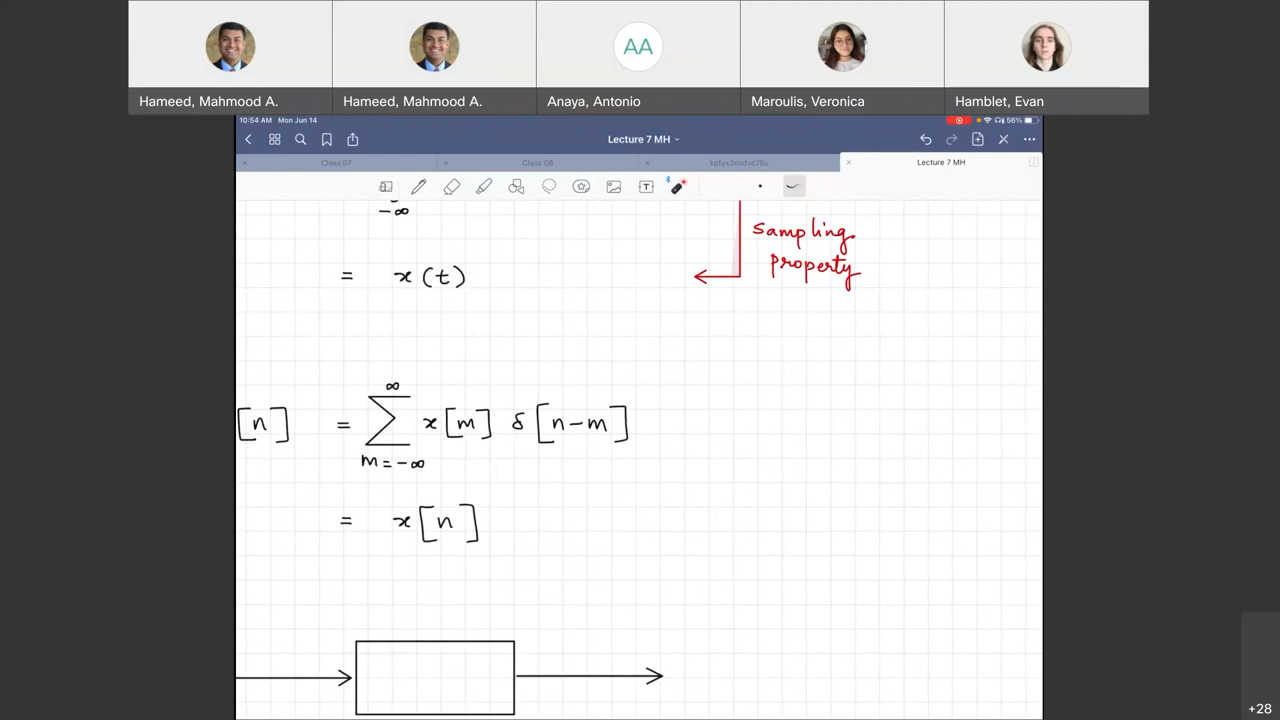 AA
Hameed, Mahmood A.
Hameed, Mahmood A.
Anaya, Antonio
Maroulis, Veronica
Hamblet, Evan
10:54 AM Mon Jun 14
56%
Lecture 7 MH
Class 07
Class 08
Lecture 7 MH
T
-∞
sampling
property
= x(t)
[n] = ∞ ∑ m=-∞ x[m] δ[n-m]
= x[n]
+28